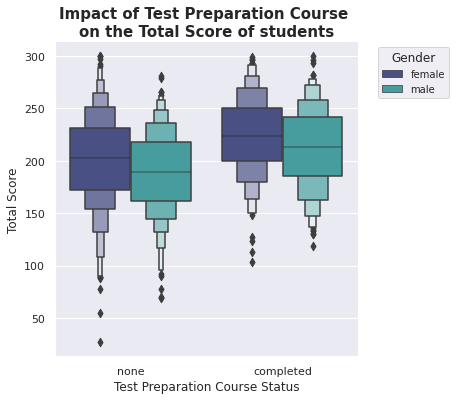 Impact of Test Preparation Course
on the Total Score of students
Gender
female
male
Total Score
300
250
200
150
100
50
none
completed
Test Preparation Course Status